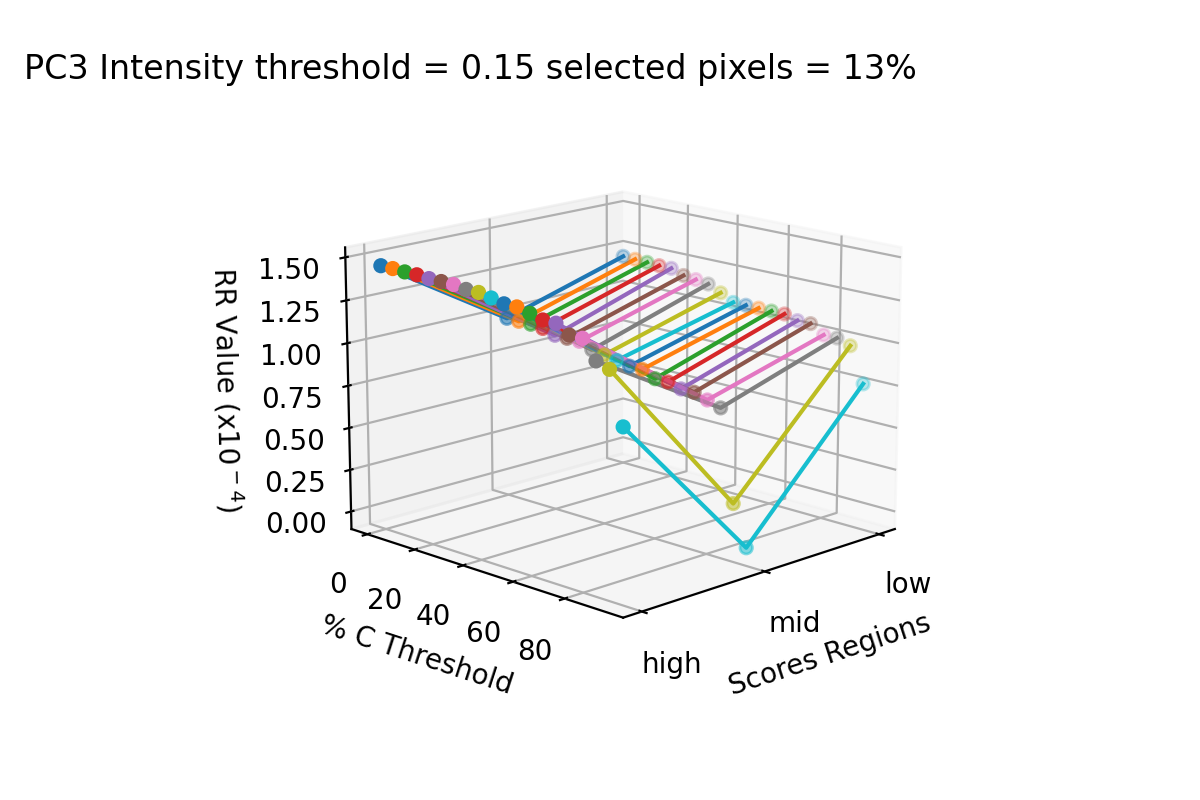 PC3 Intensity threshold = 0.15 selected pixels = 13%
RR Value (x10⁻⁴)
1.50
1.25
1.00
0.75
0.50
0.25
0.00
0
20
40
60
80
% C Threshold
high
mid
low
Scores Regions